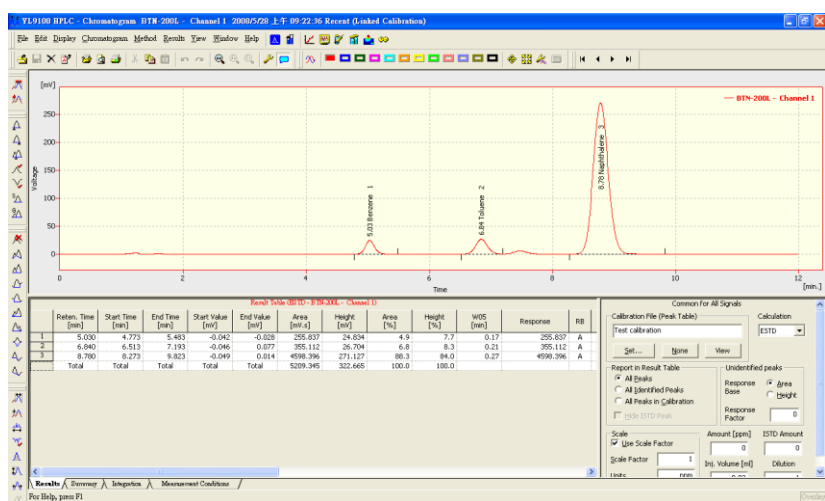 YL9100 HPLC - Chromatogram BTN-200L - Channel 1 2008/5/28 上午 09:22:36 Recent (Linked Calibration)
File Edit Display Chromatogram Method Results View Window Help
[mV]
BTN-200L - Channel 1
250
200
150
100
50
0
Voltage
5.03 Benzene 1
6.84 Toluene 2
8.78 Naphthalene 3
0 2 4 6 8 10 12
Time
[min.]
Result Table (ESTD - BTN-200L - Channel 1)
Reten. Time [min] Start Time [min] End Time [min] Start Value [mV] End Value [mV] Area [mV.s] Height [mV] Area [%] Height [%] W05 [min] Response RB
1 5.030 4.773 5.483 -0.042 -0.028 255.837 24.834 4.9 7.7 0.17 255.837 A
2 6.840 6.513 7.193 -0.046 0.077 355.112 26.704 6.8 8.3 0.21 355.112 A
3 8.780 8.273 9.823 -0.049 0.014 4598.396 271.127 88.3 84.0 0.27 4598.396 A
Total Total Total Total Total 5209.345 322.665 100.0 100.0
Common for All Signals
Calibration File (Peak Table)
Test calibration
Set... None View
Calculation
ESTD
Report in Result Table
All Peaks
All Identified Peaks
All Peaks in Calibration
Hide ISTD Peak
Unidentified peaks
Response Base
Area
Height
Response Factor
0
Scale
Use Scale Factor
Scale Factor 1
Units ppm
Amount [ppm] ISTD Amount
0 0
Inj. Volume [ml] Dilution
Results Summary Integration Measurement Conditions
For Help, press F1
Overlay